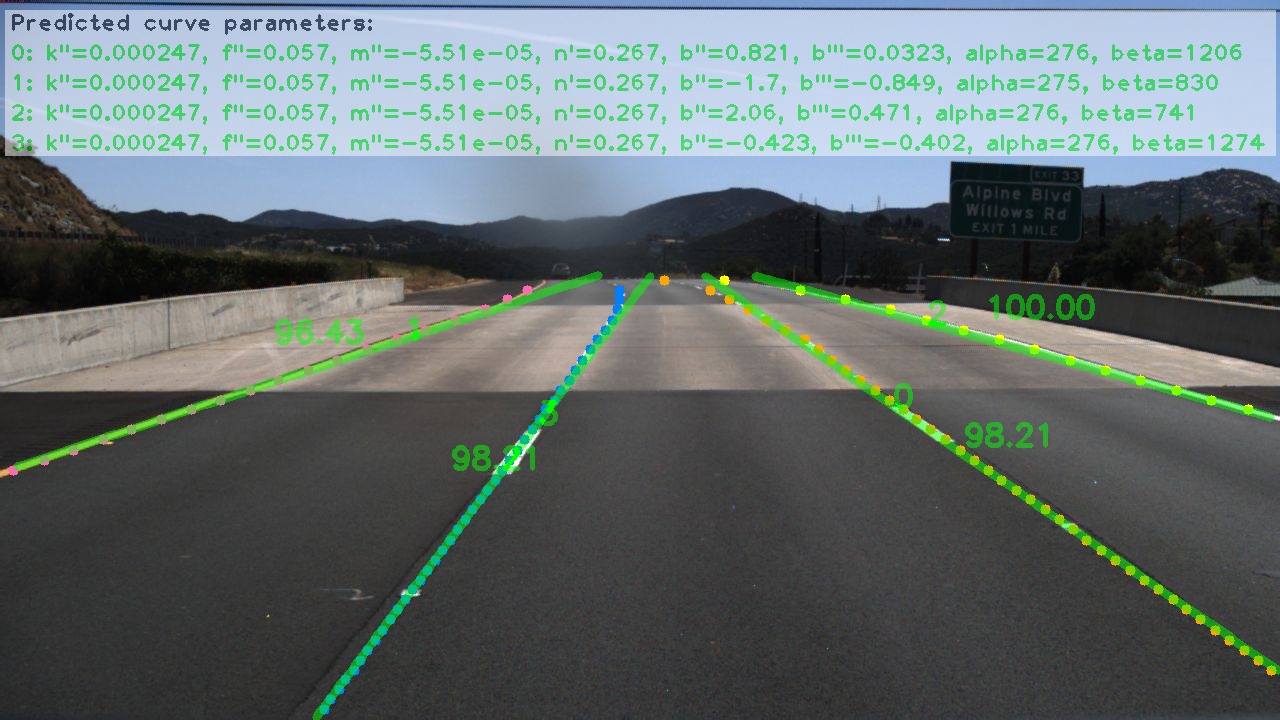 Predicted curve parameters:
0: k''=0.000247, f''=0.057, m''=−5.51e−05, n'=0.267, b''=0.821, b'''=0.0323, alpha=276, beta=1206
1: k''=0.000247, f''=0.057, m''=−5.51e−05, n'=0.267, b''=−1.7, b'''=−0.849, alpha=275, beta=830
2: k''=0.000247, f''=0.057, m''=−5.51e−05, n'=0.267, b''=2.06, b'''=0.471, alpha=276, beta=741
3: k''=0.000247, f''=0.057, m''=−5.51e−05, n'=0.267, b''=−0.423, b'''=−0.402, alpha=276, beta=1274
EXIT 33
Alpine Blvd
Willows Rd
EXIT 1 MILE
100.00
2
96.43
1
0
3
98.21
98.21